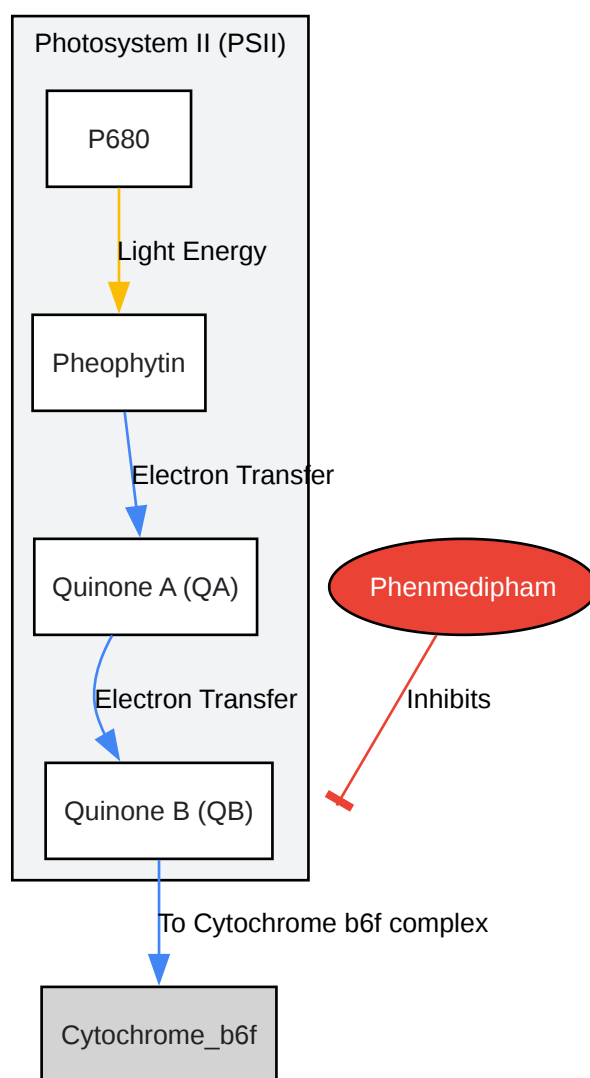 Photosystem II (PSII)
P680
Light Energy
Pheophytin
Electron Transfer
Quinone A (QA)
Phenmedipham
Electron Transfer
Inhibits
Quinone B (QB)
To Cytochrome b6f complex
Cytochrome_b6f